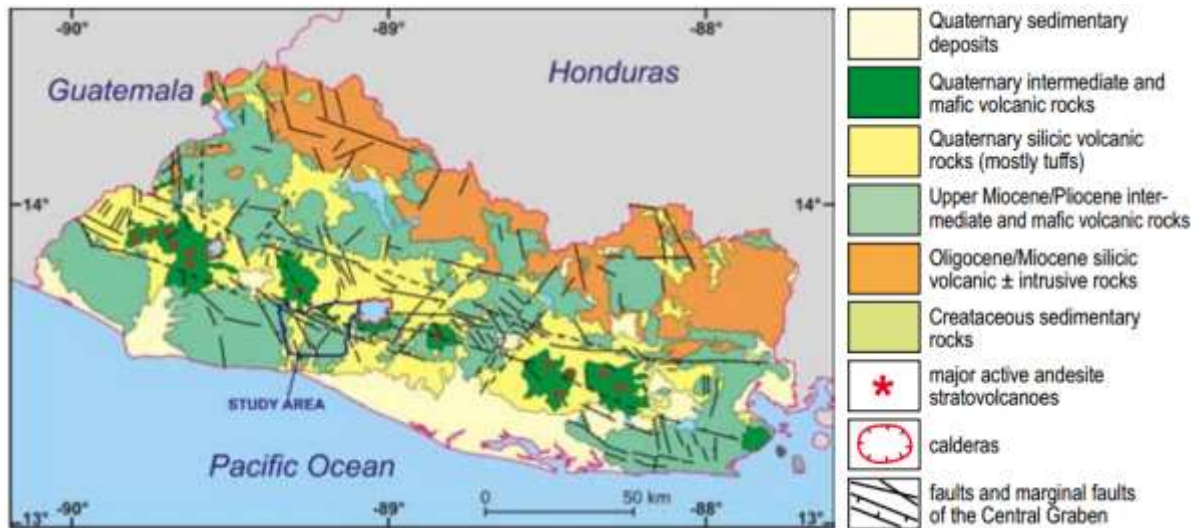 -90°
-89°
-88°
Guatemala
Honduras
14°
14°
STUDY AREA
Pacific Ocean
0
50 km
13°
-90°
-89°
-88°
13°
Quaternary sedimentary
deposits
Quaternary intermediate and
mafic volcanic rocks
Quaternary silicic volcanic
rocks (mostly tuffs)
Upper Miocene/Pliocene inter-
mediate and mafic volcanic rocks
Oligocene/Miocene silicic
volcanic ± intrusive rocks
Creataceous sedimentary
rocks
major active andesite
stratovolcanoes
calderas
faults and marginal faults
of the Central Graben